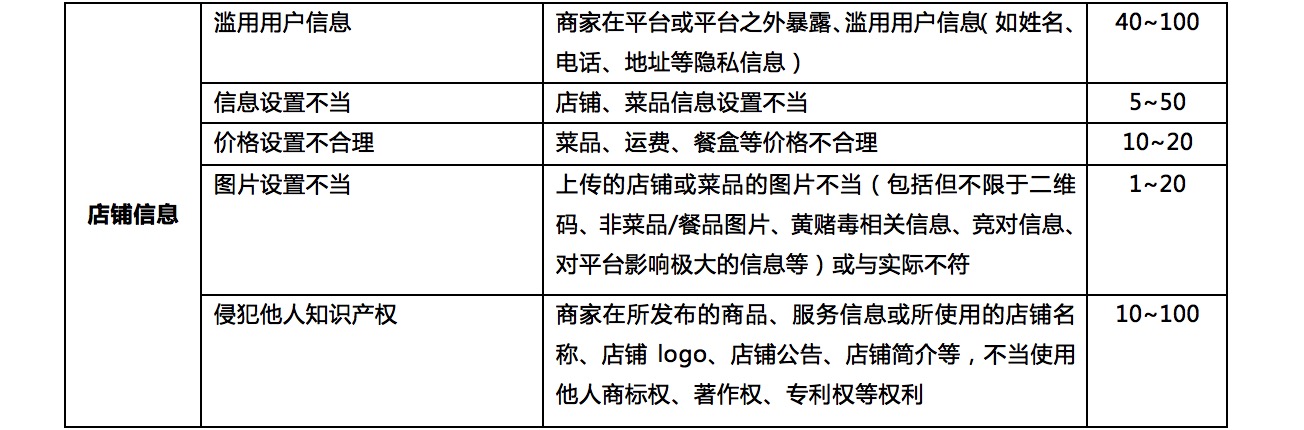 滥用用户信息
商家在平台或平台之外暴露、滥用用户信息（如姓名、
电话、地址等隐私信息）
40~100
信息设置不当
店铺、菜品信息设置不当
5~50
价格设置不合理
菜品、运费、餐盒等价格不合理
10~20
店铺信息
图片设置不当
上传的店铺或菜品的图片不当（包括但不限于二维
码、非菜品/餐品图片、黄赌毒相关信息、竞对信息、
对平台影响极大的信息等）或与实际不符
1~20
侵犯他人知识产权
商家在所发布的商品、服务信息或所使用的店铺名
称、店铺 logo、店铺公告、店铺简介等，不当使用
他人商标权、著作权、专利权等权利
10~100